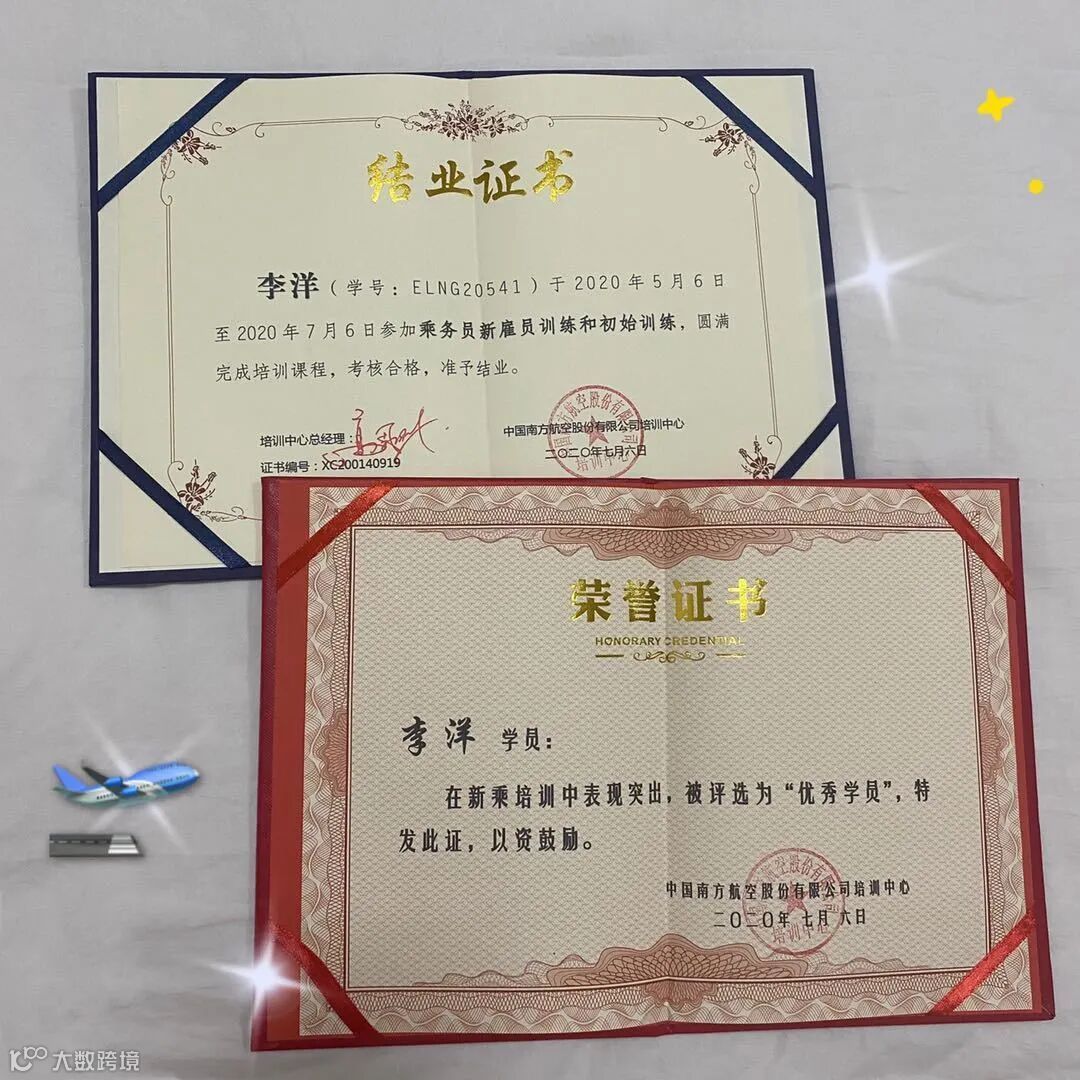 结业证书
李洋（学号：ELNG20541）于2020年5月6日
至2020年7月6日参加乘务员新雇员训练和初始训练，圆满
完成培训课程，考核合格，准予结业。
培训中心总经理：
中国南方航空股份有限公司培训中心
二〇二〇年七月六日
证书编号：XC200140919
荣誉证书
HONORARY CREDENTIAL
李洋 学员：
在新乘培训中表现突出，被评选为“优秀学员”，特
发此证，以资鼓励。
中国南方航空股份有限公司培训中心
二〇二〇年七月六日
大数跨境